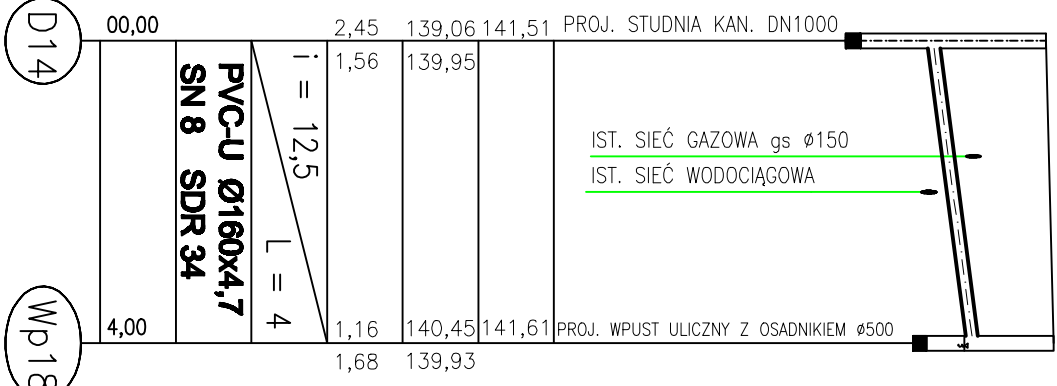 D14
00,00
2,45 139,06 141,51 PROJ. STUDNIA KAN. DN1000
1,56 139,95
i = 12,5
L = 4
PVC-U Ø160x4,7
SN 8 SDR 34
IST. SIEĆ GAZOWA gs ø150
IST. SIEĆ WODOCIĄGOWA
Wp18
4,00
1,16 140,45 141,61 PROJ. WPUST ULICZNY Z OSADNIKIEM ø500
1,68 139,93